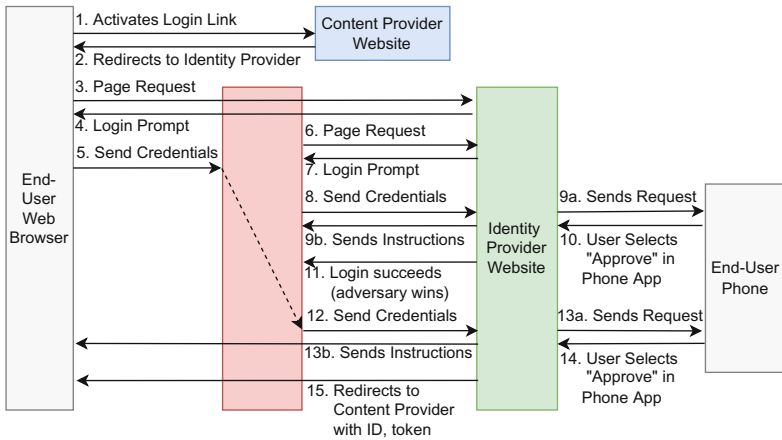 1. Activates Login Link
Content Provider
Website
2. Redirects to Identity Provider
3. Page Request
4. Login Prompt
5. Send Credentials
6. Page Request
7. Login Prompt
8. Send Credentials
9a. Sends Request
End-
User
Web
Browser
9b. Sends Instructions
Identity
Provider
Website
10. User Selects
"Approve" in
Phone App
End-User
Phone
11. Login succeeds
(adversary wins)
12. Send Credentials
13a. Sends Request
13b. Sends Instructions
14. User Selects
"Approve" in
Phone App
15. Redirects to
Content Provider
with ID, token